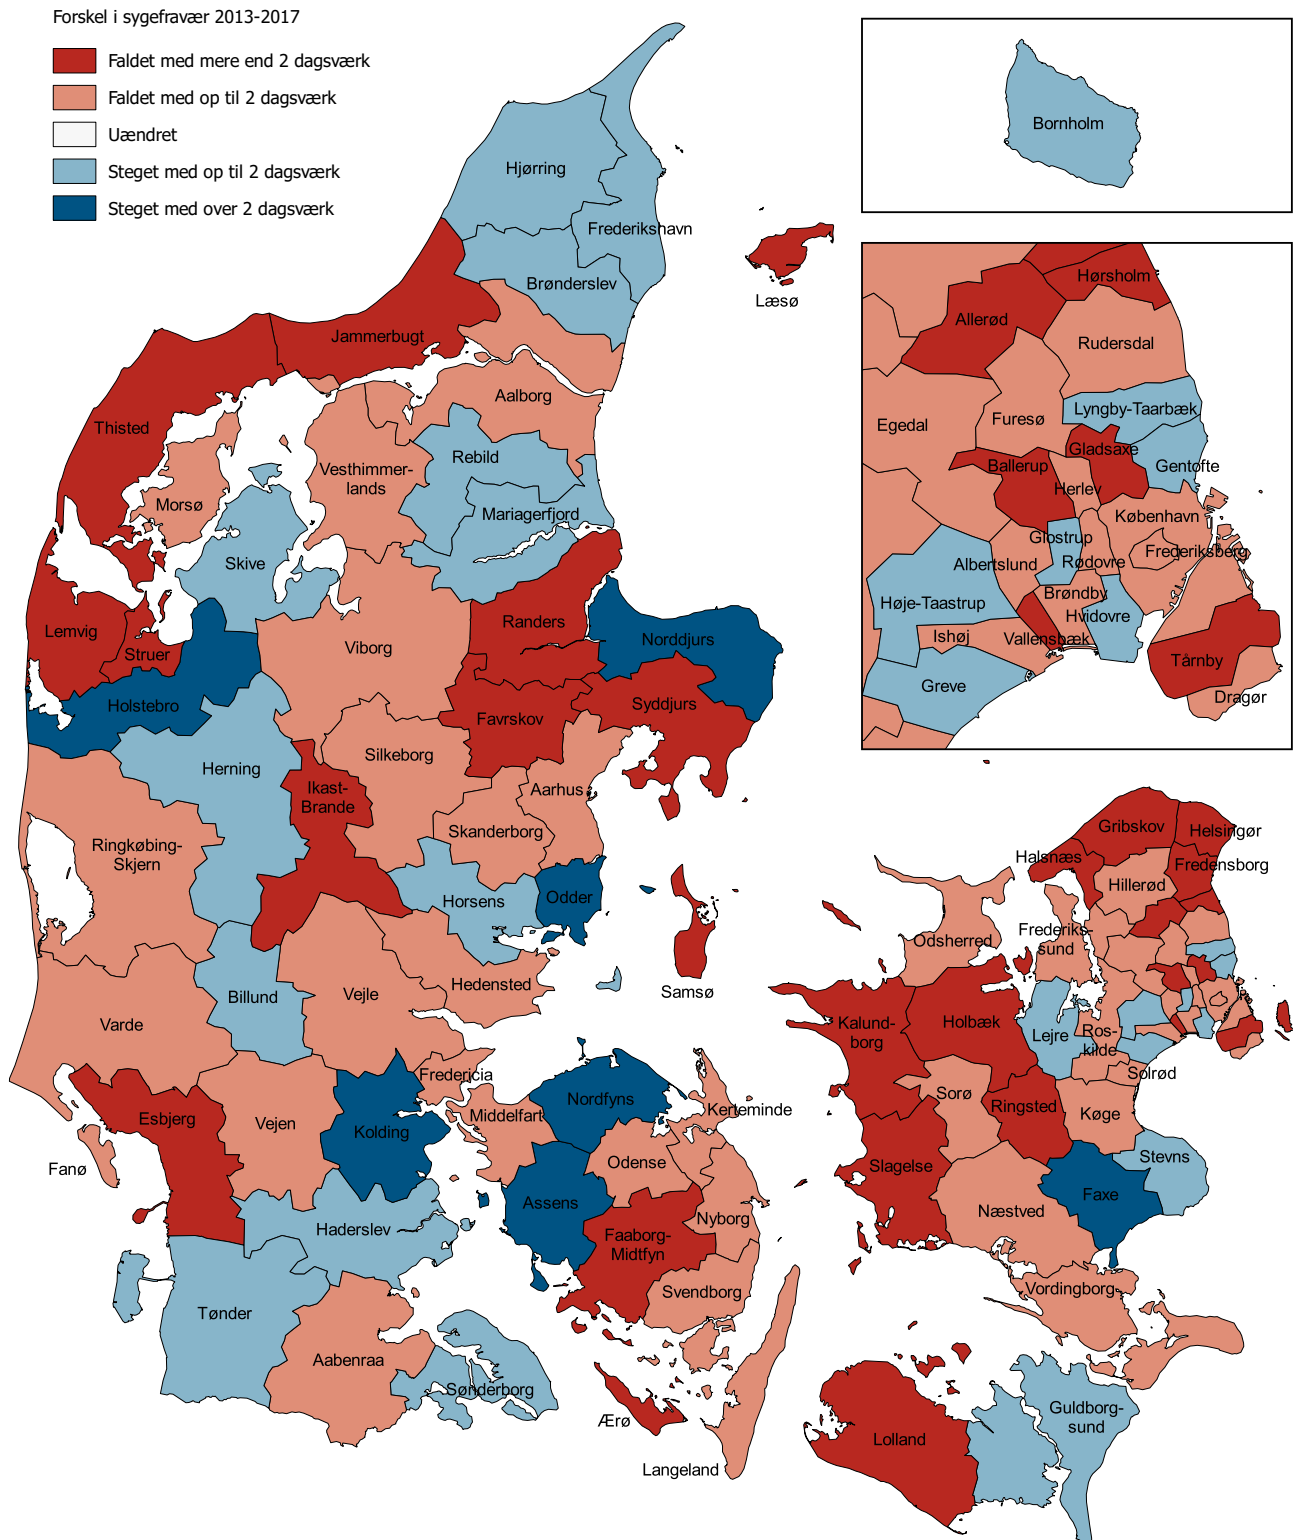 Forskel i sygefravær 2013-2017
Faldet med mere end 2 dagsværk
Faldet med op til 2 dagsværk
Uændret
Steget med op til 2 dagsværk
Steget med over 2 dagsværk
Bornholm
Hjørring
Frederikshavn
Brønderslev
Læsø
Jammerbugt
Aalborg
Thisted
Vesthimmer-
lands
Rebild
Morsø
Mariagerfjord
Skive
Lemvig
Struer
Viborg
Randers
Norddjurs
Holstebro
Favrskov
Syddjurs
Herning
Silkeborg
Ikast-
Brande
Aarhus
Skanderborg
Ringkøbing-
Skjern
Horsens
Odder
Samsø
Hedensted
Billund
Vejle
Varde
Fredericia
Esbjerg
Vejen
Kolding
Middelfart
Nordfyns
Kerteminde
Fanø
Odense
Assens
Nyborg
Haderslev
Faaborg-
Midtfyn
Svendborg
Tønder
Aabenraa
Sønderborg
Ærø
Langeland
Hørsholm
Allerød
Rudersdal
Egedal
Furesø
Lyngby-Taarbæk
Gladsaxe
Ballerup
Gentofte
Herlev
København
Glostrup
Frederiksberg
Albertslund
Rødovre
Brøndby
Høje-Taastrup
Hvidovre
Ishøj
Vallensbæk
Tårnby
Greve
Dragør
Gribskov
Helsingør
Halsnæs
Fredensborg
Hillerød
Odsherred
Frederiks-
sund
Kalund-
borg
Holbæk
Lejre
Ros-
kilde
Solrød
Sorø
Ringsted
Køge
Slagelse
Stevns
Faxe
Næstved
Vordingborg
Lolland
Guldborg-
sund